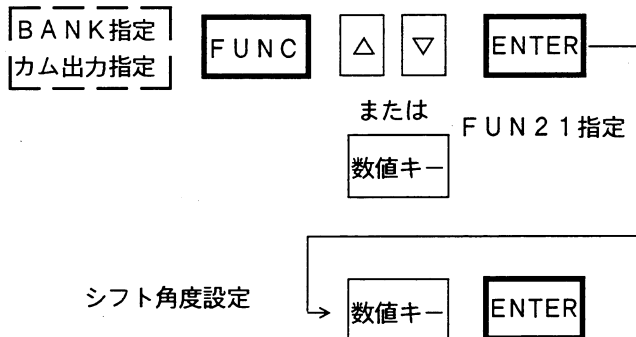 BANK指定
カム出力指定
FUNC △ ▽ ENTER
または
FUN21指定
数値キー
シフト角度設定 数値キー ENTER